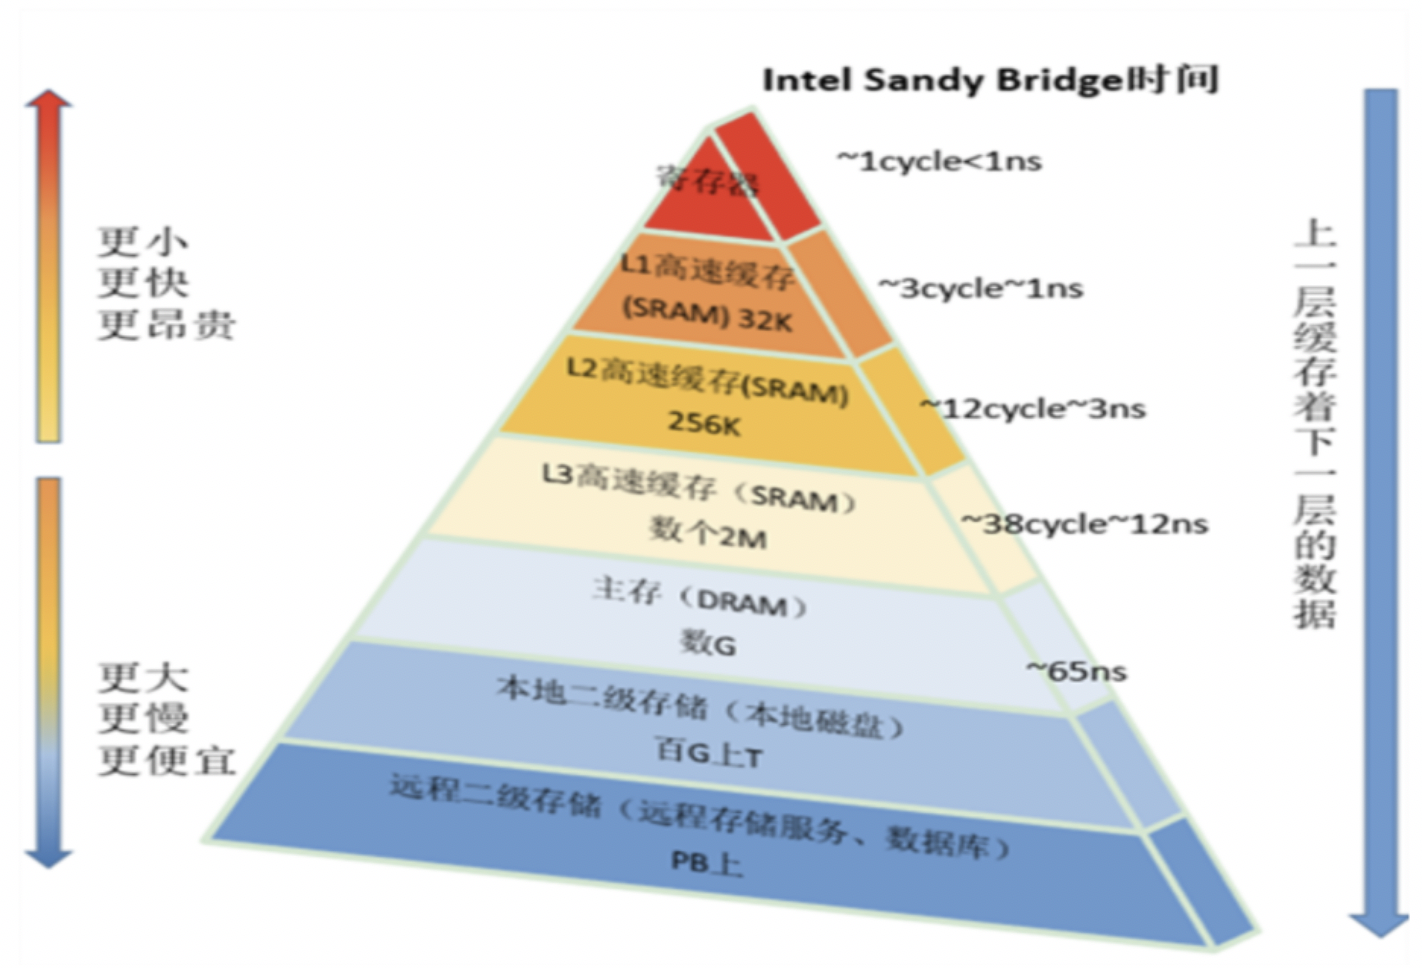 Intel Sandy Bridge时间
寄存器
~1cycle<1ns
L1高速缓存
(SRAM) 32K
~3cycle~1ns
L2高速缓存(SRAM)
256K
~12cycle~3ns
L3高速缓存（SRAM）
数个2M
~38cycle~12ns
主存（DRAM）
数G
~65ns
本地二级存储（本地磁盘）
百G上T
远程二级存储（远程存储服务、数据库）
PB上
更小
更快
更昂贵
更大
更慢
更便宜
上一层缓存着下一层的数据